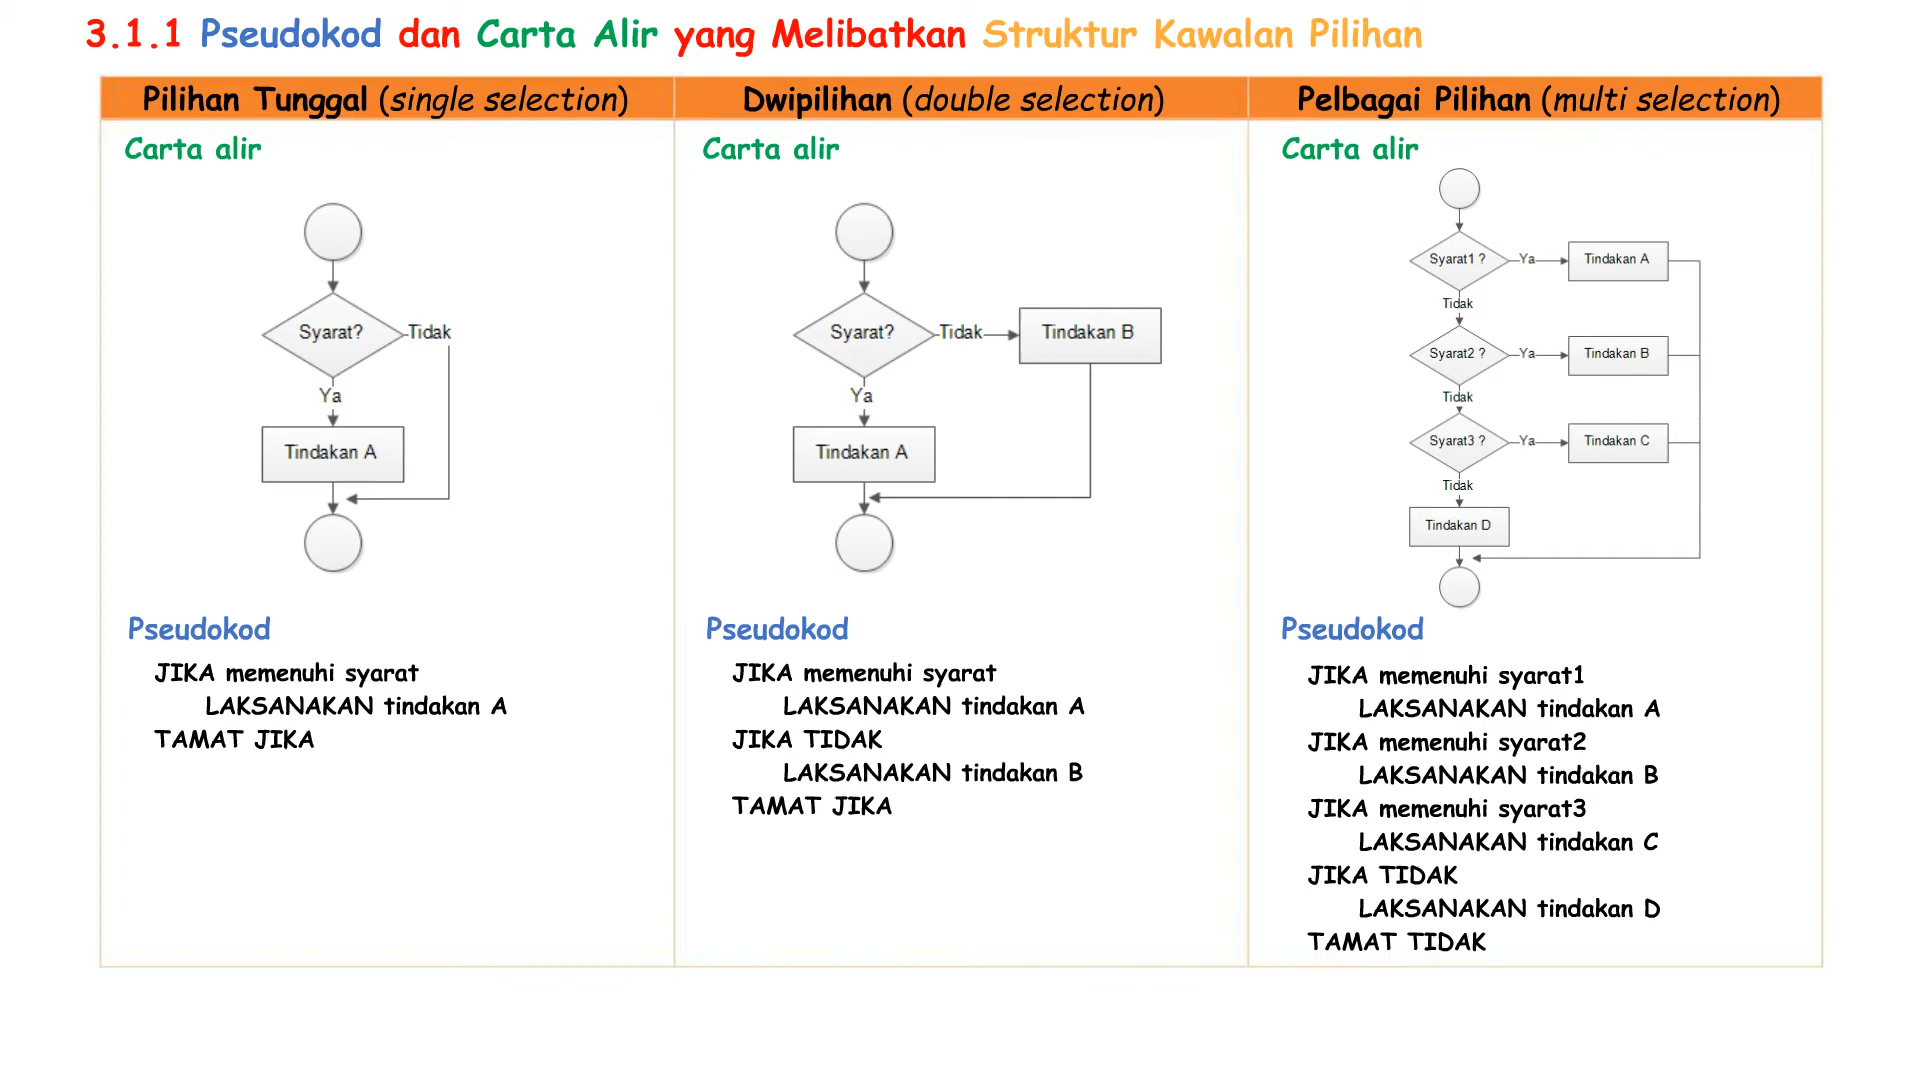 3.1.1 Pseudokod dan Carta Alir yang Melibatkan Struktur Kawalan Pilihan
Pilihan Tunggal (single selection)
Carta alir
Syarat?
Tidak
Ya
Tindakan A
Pseudokod
JIKA memenuhi syarat
LAKSANAKAN tindakan A
TAMAT JIKA
Dwipilihan (double selection)
Carta alir
Syarat?
Tidak
Tindakan B
Ya
Tindakan A
Pseudokod
JIKA memenuhi syarat
LAKSANAKAN tindakan A
JIKA TIDAK
LAKSANAKAN tindakan B
TAMAT JIKA
Pelbagai Pilihan (multi selection)
Carta alir
Syarat1 ?
Ya
Tindakan A
Tidak
Syarat2 ?
Ya
Tindakan B
Tidak
Syarat3 ?
Ya
Tindakan C
Tidak
Tindakan D
Pseudokod
JIKA memenuhi syarat1
LAKSANAKAN tindakan A
JIKA memenuhi syarat2
LAKSANAKAN tindakan B
JIKA memenuhi syarat3
LAKSANAKAN tindakan C
JIKA TIDAK
LAKSANAKAN tindakan D
TAMAT TIDAK